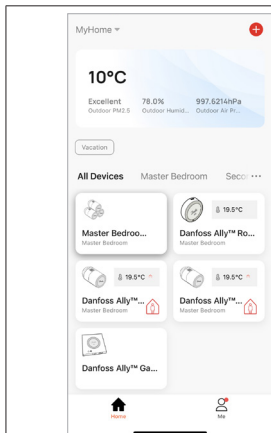 MyHome
10°C
Excellent 78.0% 997.6214hPa
Outdoor PM2.5 Outdoor Humid... Outdoor Air Pr...
Vacation
All Devices Master Bedroom Secon ...
19.5°C
Master Bedroo... Danfoss Ally™ Ro...
Master Bedroom Master Bedroom
19.5°C 19.5°C
Danfoss Ally™... Danfoss Ally™...
Master Bedroom Master Bedroom
Danfoss Ally™ Ga...
Home Me